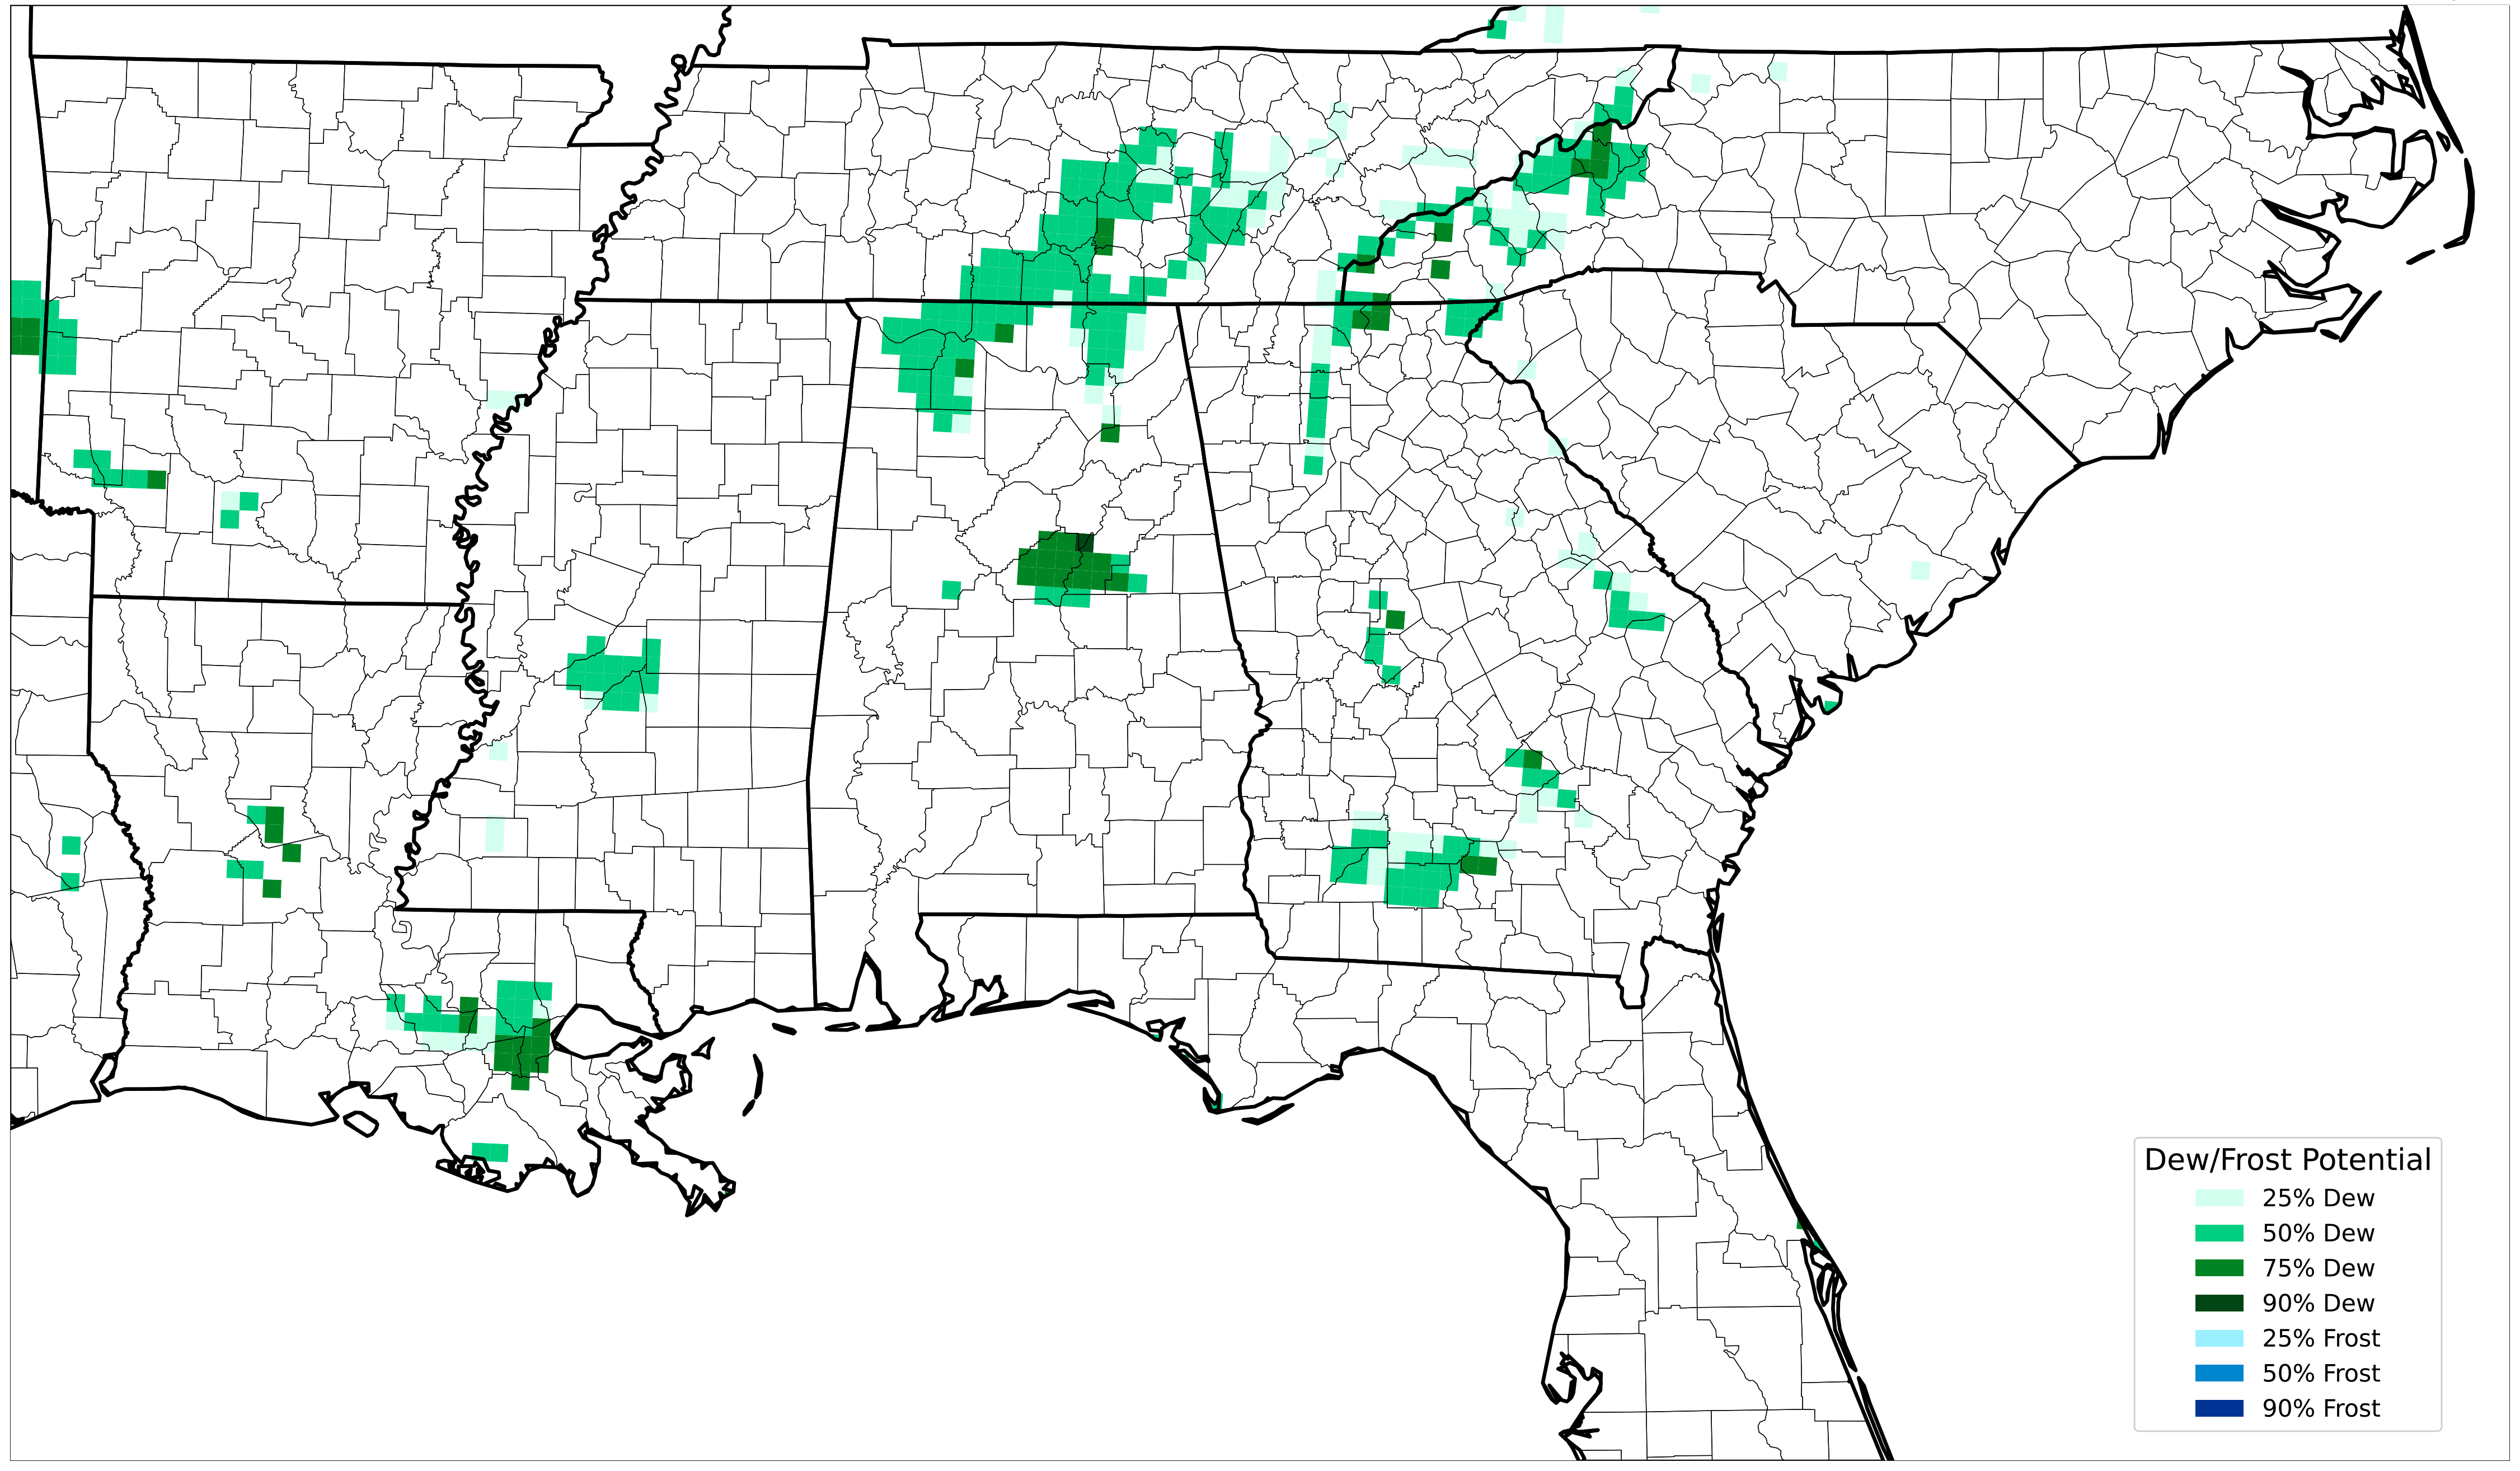 Dew/Frost Potential
25% Dew
50% Dew
75% Dew
90% Dew
25% Frost
50% Frost
90% Frost